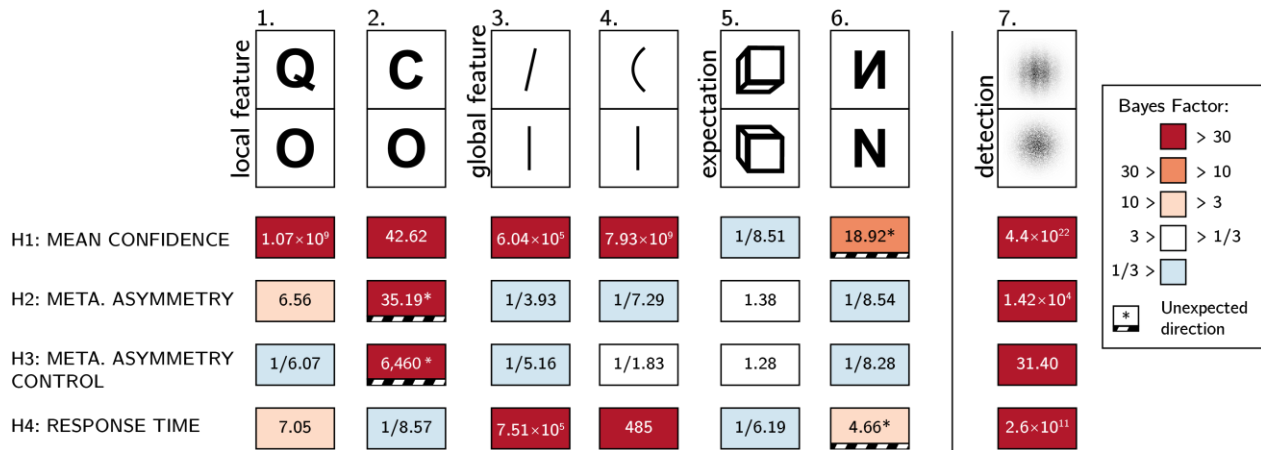 1. 2. 3. 4. 5. 6. 7.
local feature
global feature
expectation
detection
Q C И
O O N
Bayes Factor:
> 30
30 > > 10
10 > > 3
3 > > 1/3
1/3 >
* Unexpected
direction
H1: MEAN CONFIDENCE 1.07×10⁹ 42.62 6.04×10⁵ 7.93×10⁹ 1/8.51 18.92* 4.4×10²²
H2: META. ASYMMETRY 6.56 35.19* 1/3.93 1/7.29 1.38 1/8.54 1.42×10⁴
H3: META. ASYMMETRY
CONTROL 1/6.07 6,460 * 1/5.16 1/1.83 1.28 1/8.28 31.40
H4: RESPONSE TIME 7.05 1/8.57 7.51×10⁵ 485 1/6.19 4.66* 2.6×10¹¹